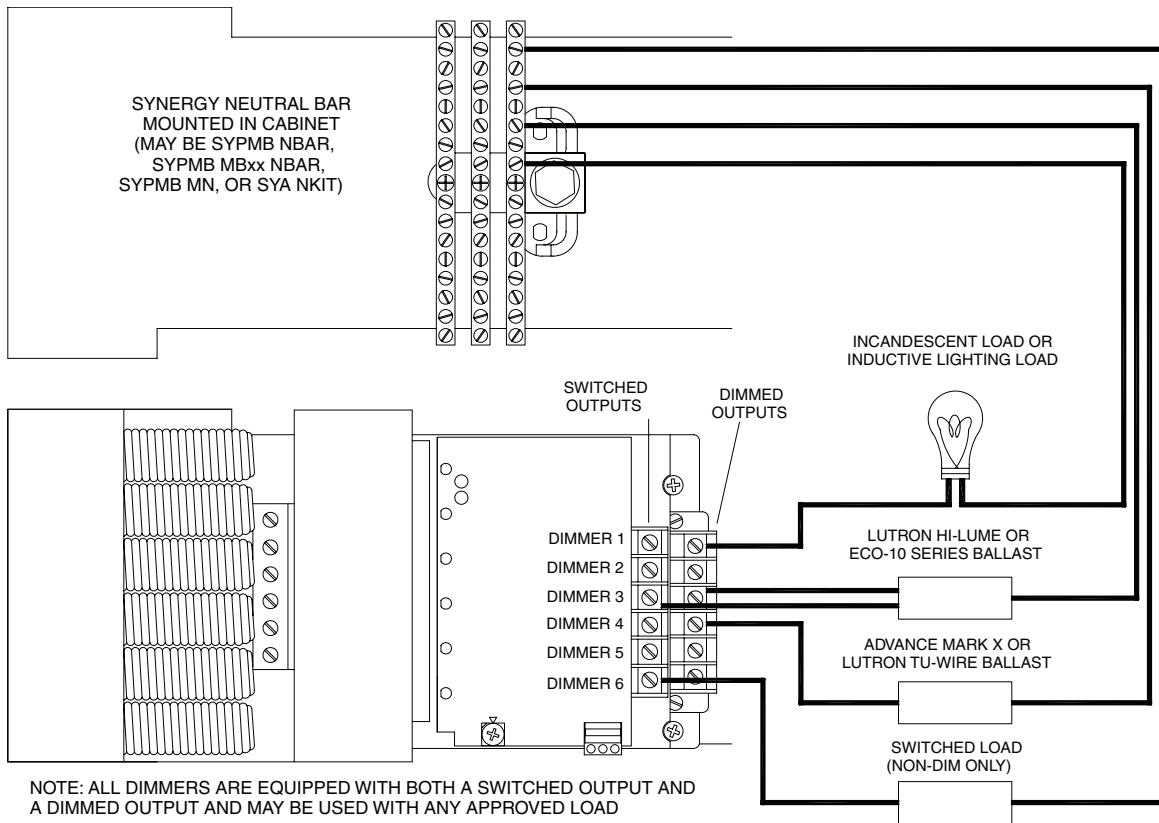 SYNERGY NEUTRAL BAR
MOUNTED IN CABINET
(MAY BE SYPMB NBAR,
SYPMB MBxx NBAR,
SYPMB MN, OR SYA NKIT)
INCANDESCENT LOAD OR
INDUCTIVE LIGHTING LOAD
SWITCHED
OUTPUTS
DIMMED
OUTPUTS
DIMMER 1
DIMMER 2
DIMMER 3
DIMMER 4
DIMMER 5
DIMMER 6
LUTRON HI-LUME OR
ECO-10 SERIES BALLAST
ADVANCE MARK X OR
LUTRON TU-WIRE BALLAST
SWITCHED LOAD
(NON-DIM ONLY)
NOTE: ALL DIMMERS ARE EQUIPPED WITH BOTH A SWITCHED OUTPUT AND
A DIMMED OUTPUT AND MAY BE USED WITH ANY APPROVED LOAD